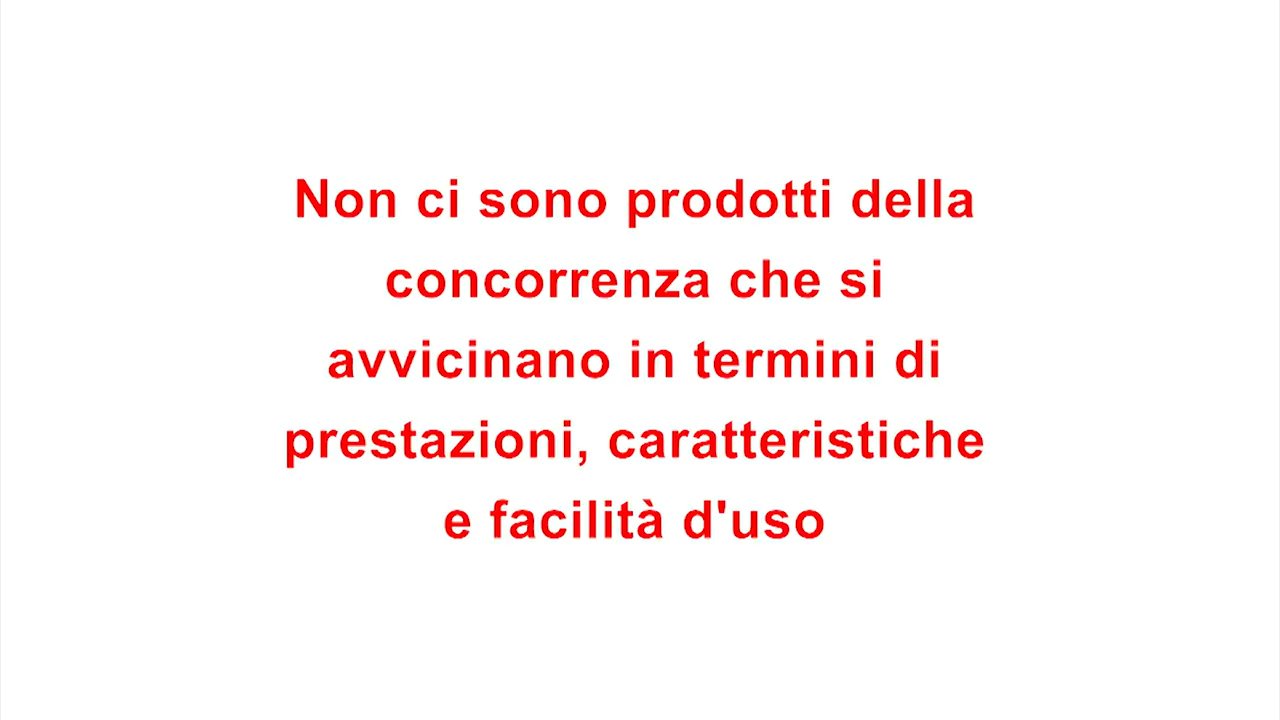 Non ci sono prodotti della
concorrenza che si
avvicinano in termini di
prestazioni, caratteristiche
e facilità d'uso